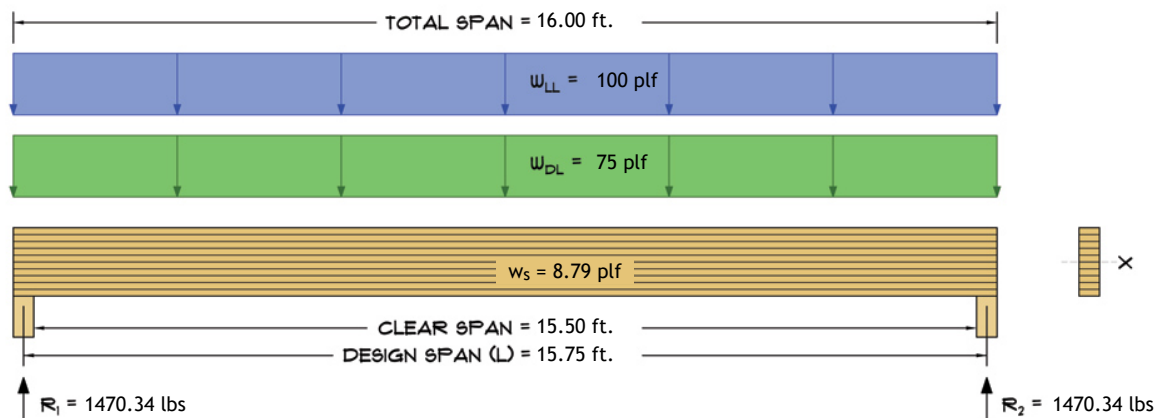 TOTAL SPAN = 16.00 ft.
wLL = 100 plf
wDL = 75 plf
ws = 8.79 plf
X
CLEAR SPAN = 15.50 ft.
DESIGN SPAN (L) = 15.75 ft.
R1 = 1470.34 lbs
R2 = 1470.34 lbs